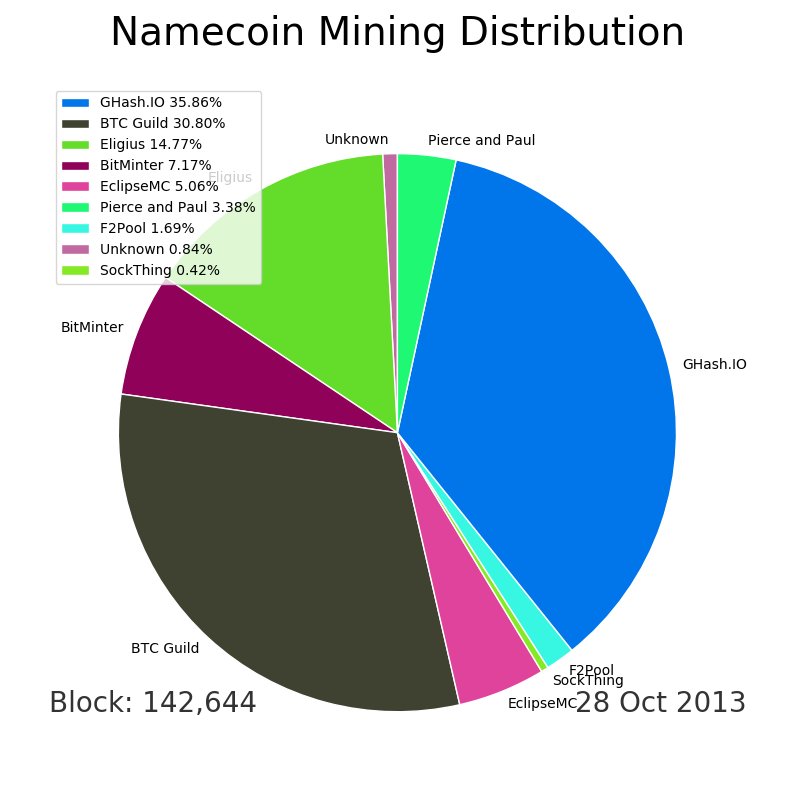 Namecoin Mining Distribution
GHash.IO 35.86%
BTC Guild 30.80%
Eligius 14.77%
BitMinter 7.17%
EclipseMC 5.06%
Pierce and Paul 3.38%
F2Pool 1.69%
Unknown 0.84%
SockThing 0.42%
Unknown
Pierce and Paul
Eligius
BitMinter
GHash.IO
BTC Guild
F2Pool
SockThing
EclipseMC
Block: 142,644
28 Oct 2013